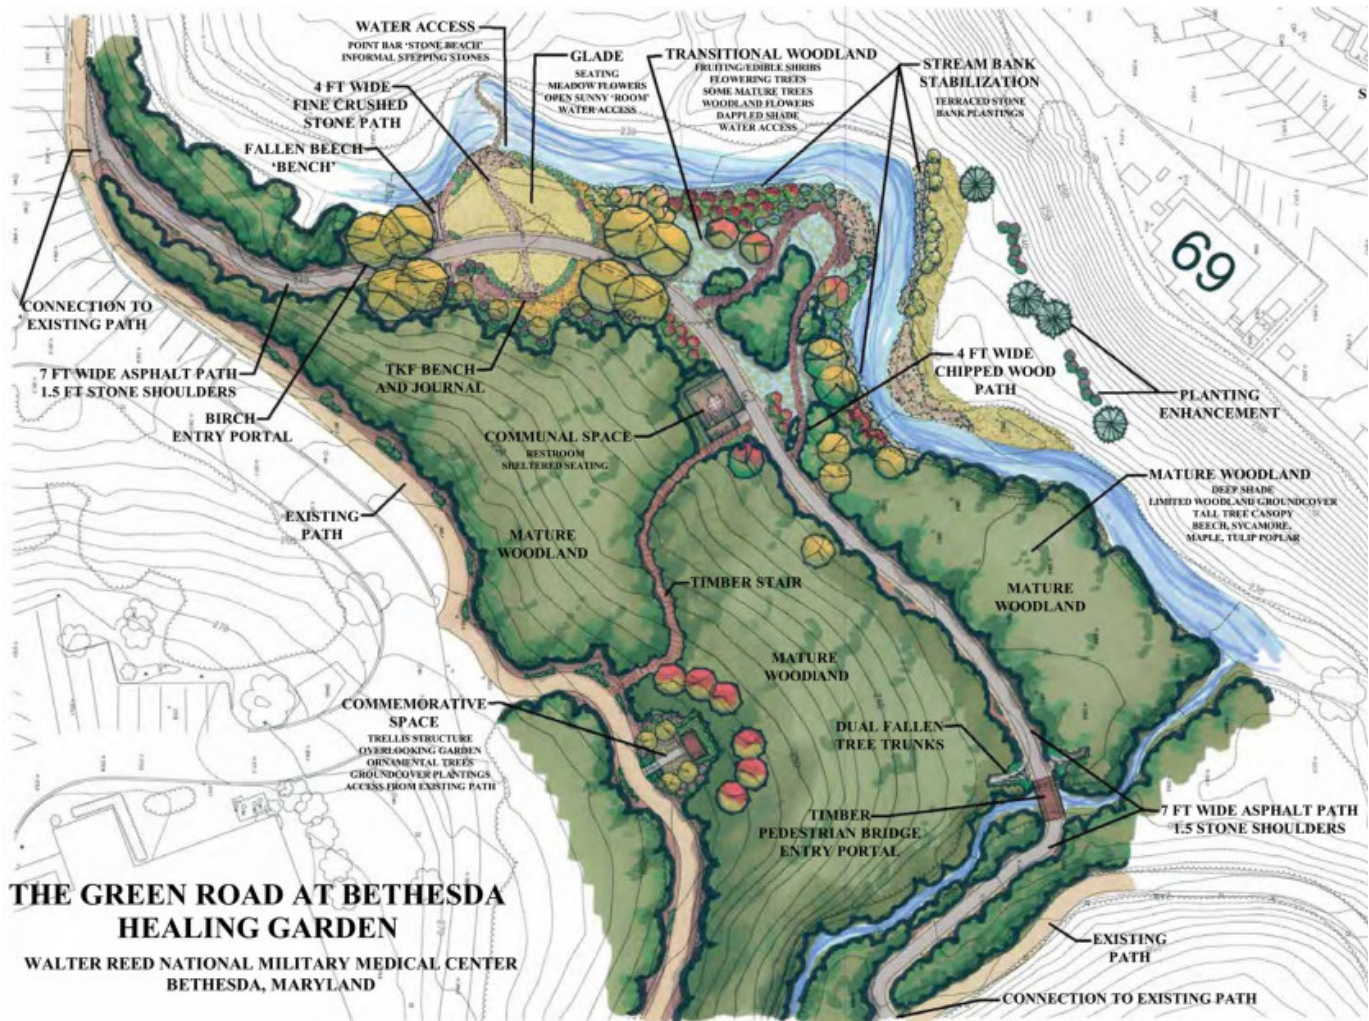 WATER ACCESS
POINT BAR 'STONE BEACH'
INFORMAL STEPPING STONES
GLADE
SEATING
MEADOW FLOWERS
OPEN SUNNY 'ROOM'
WATER ACCESS
TRANSITIONAL WOODLAND
FRUITING/EDIBLE SHRIBS
FLOWERING TREES
SOME MATURE TREES
WOODLAND FLOWERS
DAPPLED SHADE
WATER ACCESS
STREAM BANK
STABILIZATION
TERRACED STONE
BANK PLANTINGS
4 FT WIDE
FINE CRUSHED
STONE PATH
FALLEN BEECH
'BENCH'
69
CONNECTION TO
EXISTING PATH
7 FT WIDE ASPHALT PATH
1.5 FT STONE SHOULDERS
BIRCH
ENTRY PORTAL
TKF BENCH
AND JOURNAL
4 FT WIDE
CHIPPED WOOD
PATH
PLANTING
ENHANCEMENT
COMMUNAL SPACE
RESTROOM
SHELTERED SEATING
EXISTING
PATH
MATURE
WOODLAND
MATURE WOODLAND
DEEP SHADE
LIMITED WOODLAND GROUNDCOVER
TALL TREE CANOPY
BEECH, SYCAMORE,
MAPLE, TULIP POPLAR
TIMBER STAIR
MATURE
WOODLAND
MATURE
WOODLAND
COMMEMORATIVE
SPACE
TRELLIS STRUCTURE
OVERLOOKING GARDEN
ORNAMENTAL TREES
GROUNDCOVER PLANTINGS
ACCESS FROM EXISTING PATH
DUAL FALLEN
TREE TRUNKS
TIMBER
PEDESTRIAN BRIDGE
ENTRY PORTAL
7 FT WIDE ASPHALT PATH
1.5 STONE SHOULDERS
THE GREEN ROAD AT BETHESDA
HEALING GARDEN
WALTER REED NATIONAL MILITARY MEDICAL CENTER
BETHESDA, MARYLAND
EXISTING
PATH
CONNECTION TO EXISTING PATH
270
270